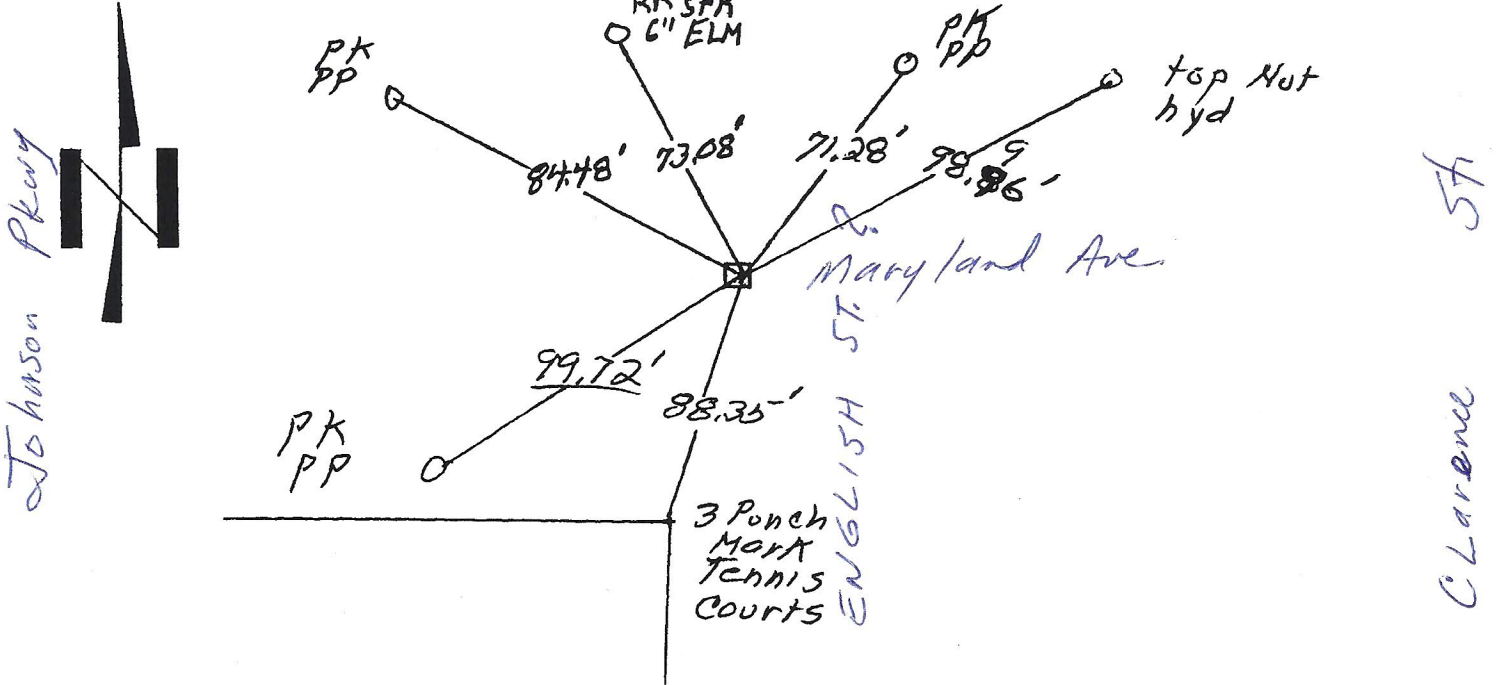 RR SPK
6" ELM
PK
PP
PK
PP
top Nut
hyd
84.48'
73.08'
71.28'
98.96'
9
N
Johnson Pkwy
Maryland Ave.
ENGLISH ST. ?
CLarence St.
99.72'
88.35'
PK
PP
3 Punch
Mark
Tennis
Courts